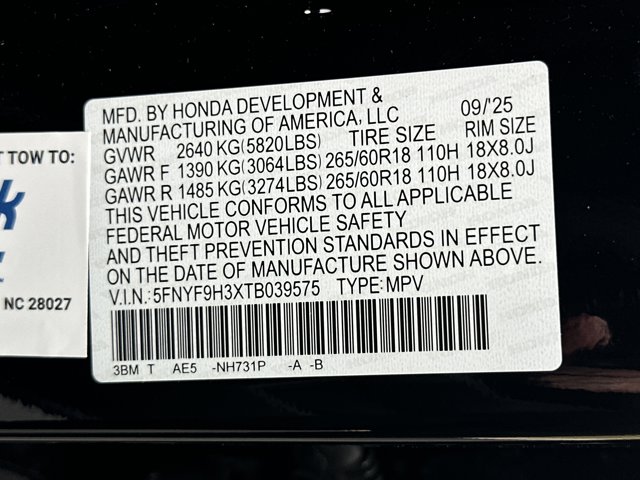 MFD. BY HONDA DEVELOPMENT &
MANUFACTURING OF AMERICA, LLC 09/'25
GVWR 2640 KG(5820LBS) TIRE SIZE RIM SIZE
GAWR F 1390 KG(3064LBS) 265/60R18 110H 18X8.0J
GAWR R 1485 KG(3274LBS) 265/60R18 110H 18X8.0J
THIS VEHICLE CONFORMS TO ALL APPLICABLE
FEDERAL MOTOR VEHICLE SAFETY
AND THEFT PREVENTION STANDARDS IN EFFECT
ON THE DATE OF MANUFACTURE SHOWN ABOVE.
V.I.N.:5FNYF9H3XTB039575 TYPE:MPV
3BM T AE5 -NH731P -A -B
T TOW TO:
k
NC 28027